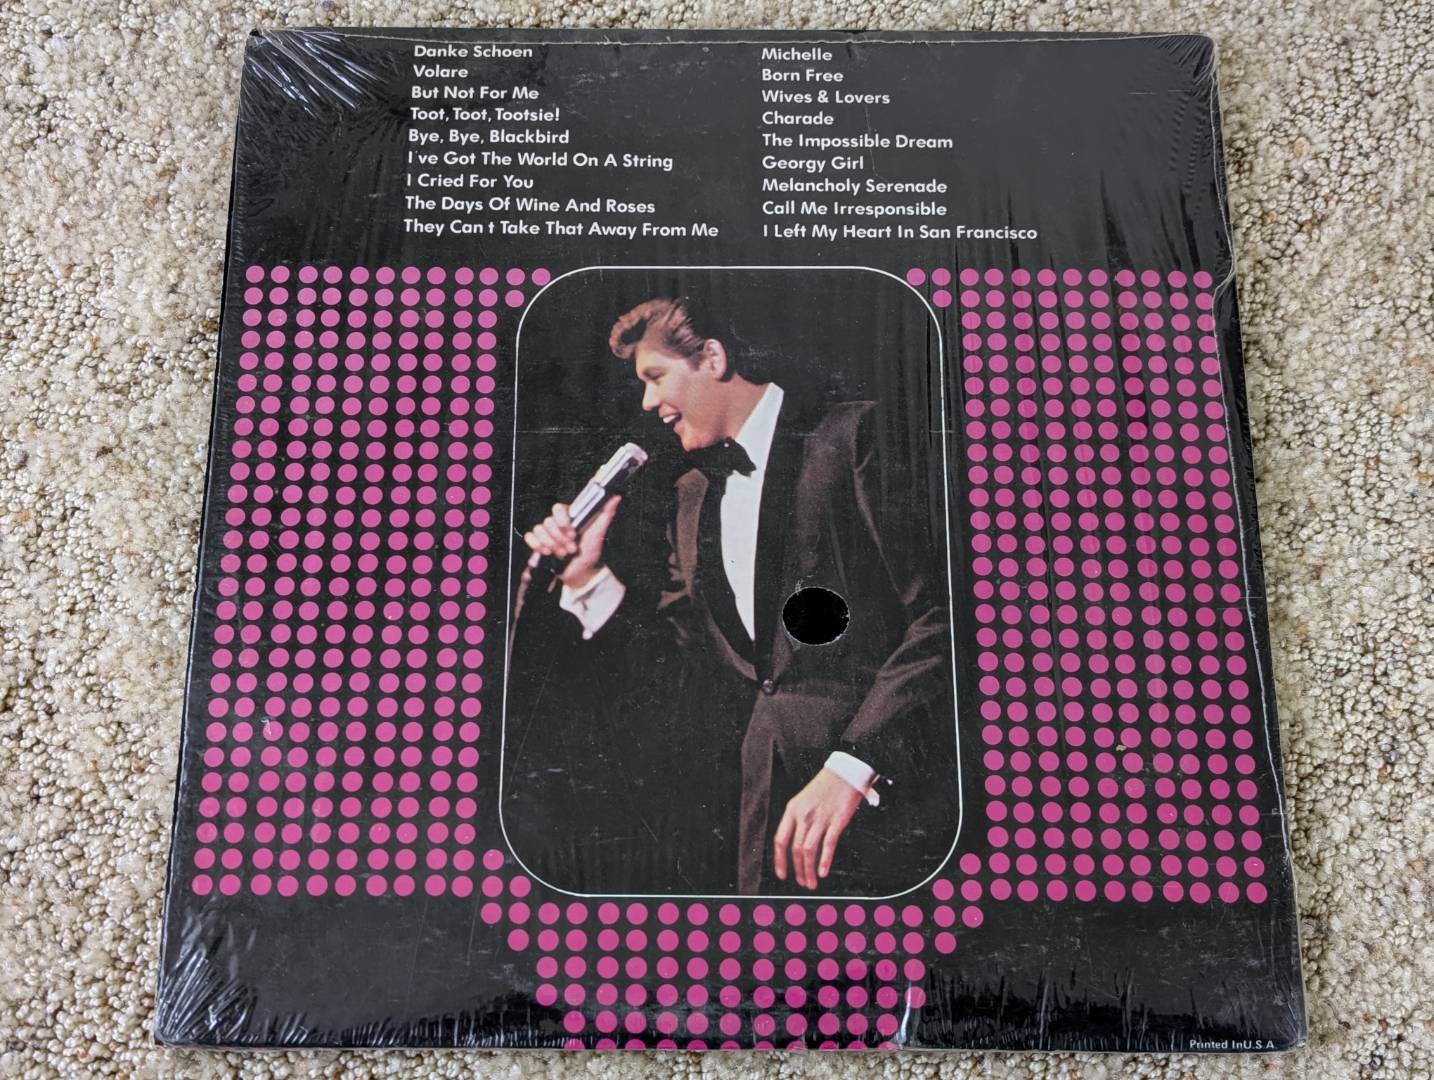 Danke Schoen
Volare
But Not For Me
Toot, Toot, Tootsie!
Bye, Bye, Blackbird
I've Got The World On A String
I Cried For You
The Days Of Wine And Roses
They Can t Take That Away From Me
Michelle
Born Free
Wives & Lovers
Charade
The Impossible Dream
Georgy Girl
Melancholy Serenade
Call Me Irresponsible
I Left My Heart In San Francisco
Printed In U.S.A